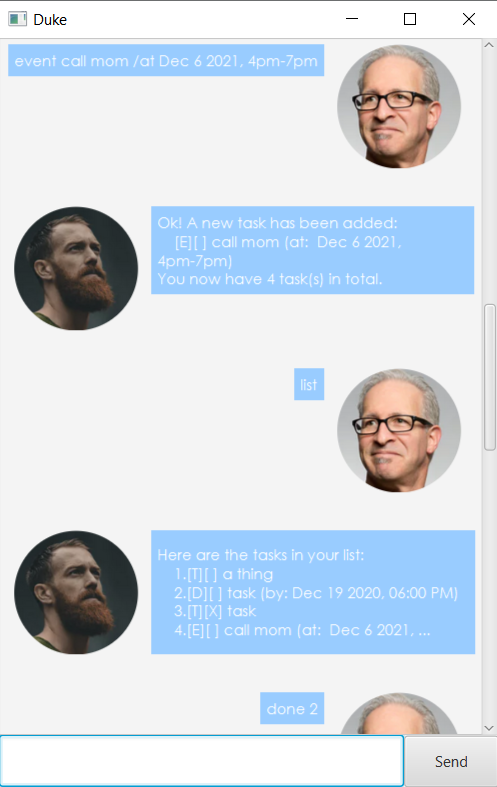 Duke
event call mom /at Dec 6 2021, 4pm-7pm
Ok! A new task has been added:
[E][ ] call mom (at:  Dec 6 2021,
4pm-7pm)
You now have 4 task(s) in total.
list
Here are the tasks in your list:
1.[T][ ] a thing
2.[D][ ] task (by: Dec 19 2020, 06:00 PM)
3.[T][X] task
4.[E][ ] call mom (at:  Dec 6 2021, ...
done 2
Send